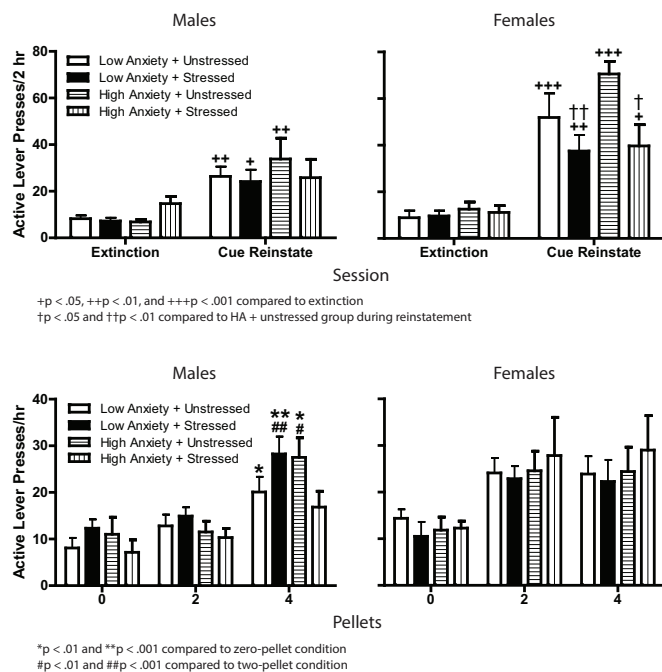 Males
Females
Active Lever Presses/2 hr
80
60
40
20
0
Low Anxiety + Unstressed
Low Anxiety + Stressed
High Anxiety + Unstressed
High Anxiety + Stressed
++
+
++
+++
††
++
+++
†
+
Extinction
Cue Reinstate
Extinction
Cue Reinstate
Session
+p < .05, ++p < .01, and +++p < .001 compared to extinction
†p < .05 and ††p < .01 compared to HA + unstressed group during reinstatement
Males
Females
Active Lever Presses/hr
40
30
20
10
0
Low Anxiety + Unstressed
Low Anxiety + Stressed
High Anxiety + Unstressed
High Anxiety + Stressed
*
**
##
*
#
0
2
4
0
2
4
Pellets
*p < .01 and **p < .001 compared to zero-pellet condition
#p < .01 and ##p < .001 compared to two-pellet condition